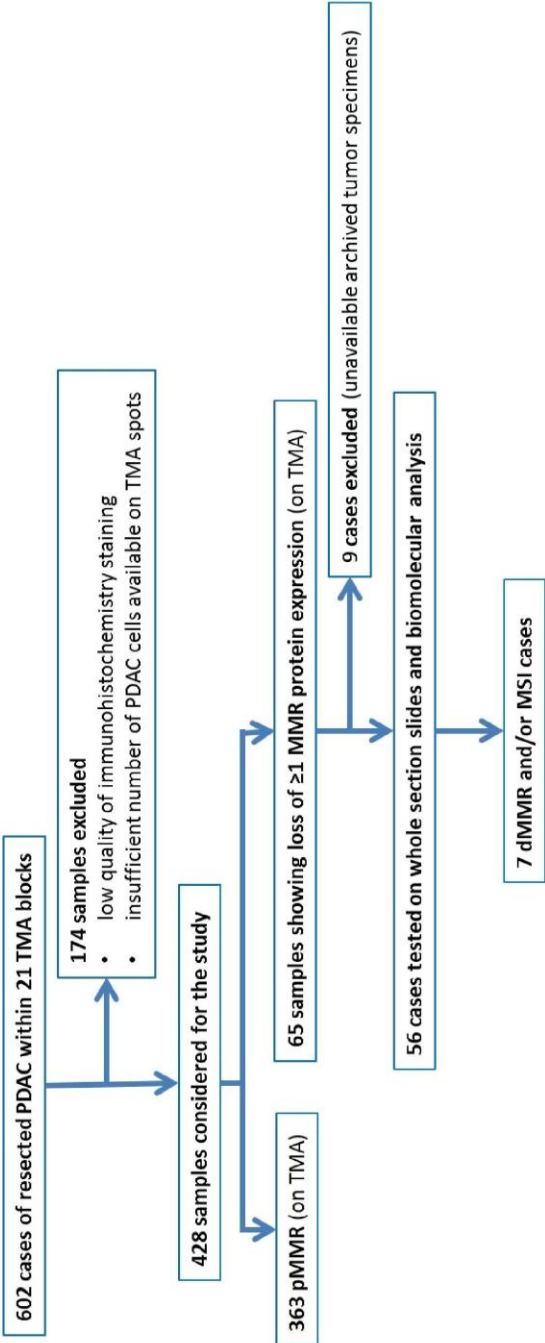 602 cases of resected PDAC within 21 TMA blocks
174 samples excluded
• low quality of immunohistochemistry staining
• insufficient number of PDAC cells available on TMA spots
428 samples considered for the study
363 pMMR (on TMA)
65 samples showing loss of ≥1 MMR protein expression (on TMA)
9 cases excluded (unavailable archived tumor specimens)
56 cases tested on whole section slides and biomolecular analysis
7 dMMR and/or MSI cases